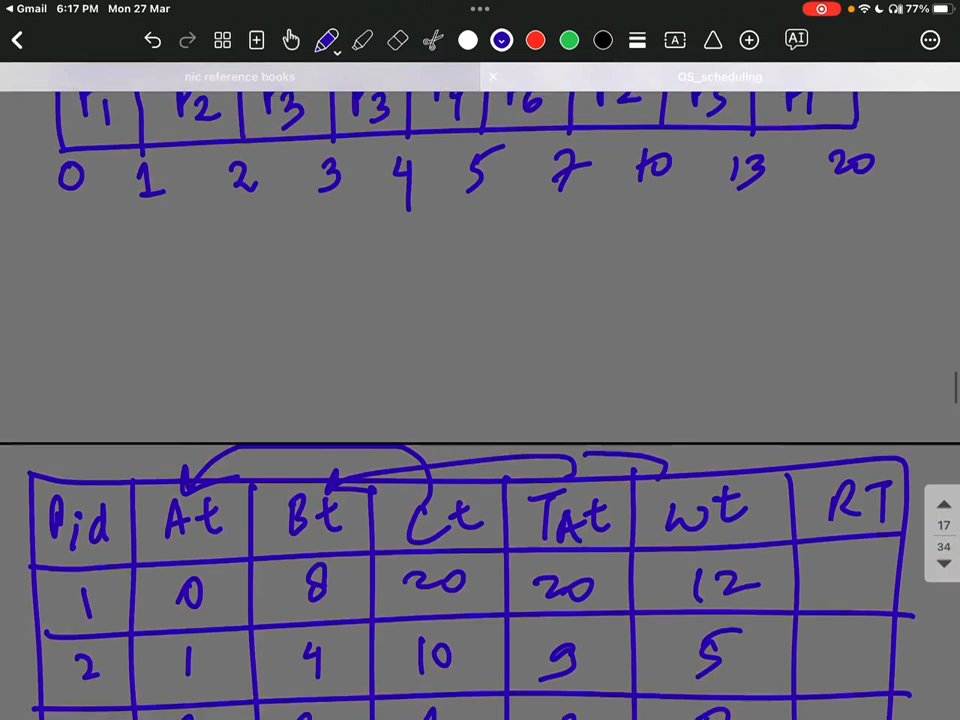 Gmail 6:17 PM Mon 27 Mar 77%
A AI
nic reference books OS_scheduling
P1 P2 P3 P3 P4 P6 P2 P5 P1
0 1 2 3 4 5 7 10 13 20
Pid At Bt Ct TAt wt RT
1 0 8 20 20 12
2 1 4 10 9 5
17
34